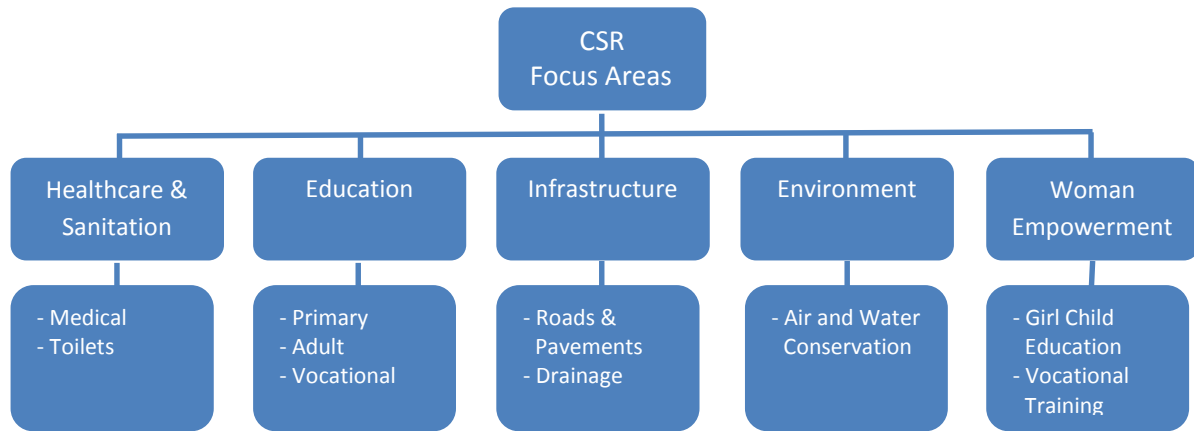 CSR
Focus Areas
Healthcare &
Sanitation
Education
Infrastructure
Environment
Woman
Empowerment
- Medical
- Toilets
- Primary
- Adult
- Vocational
- Roads &
Pavements
- Drainage
- Air and Water
Conservation
- Girl Child
Education
- Vocational
Training